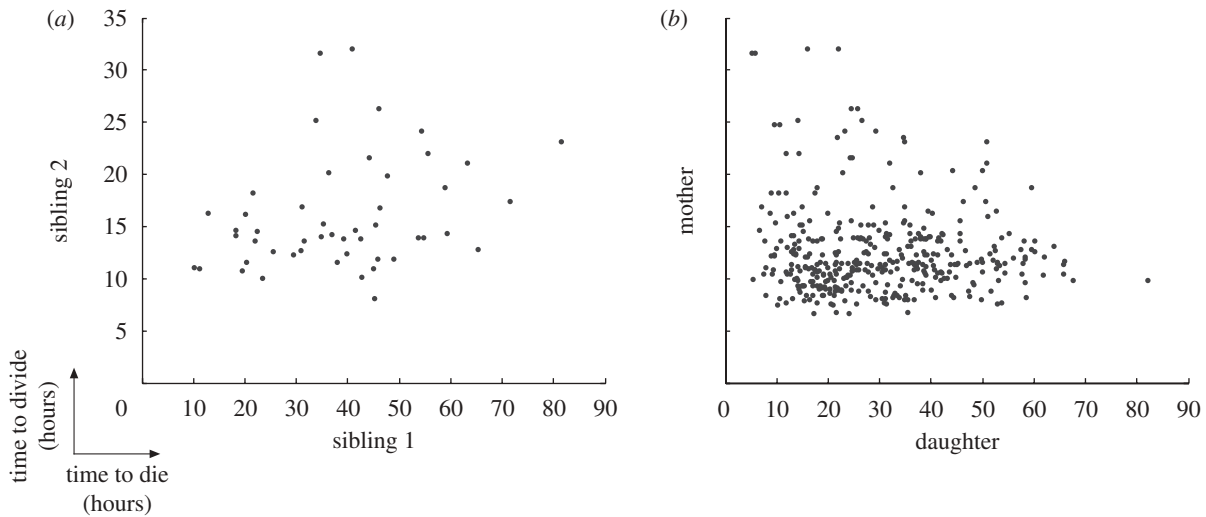 (a)
35
30
25
20
15
10
5
0
sibling 2
10 20 30 40 50 60 70 80 90
sibling 1
time to divide
(hours)
time to die
(hours)
(b)
mother
0 10 20 30 40 50 60 70 80 90
daughter